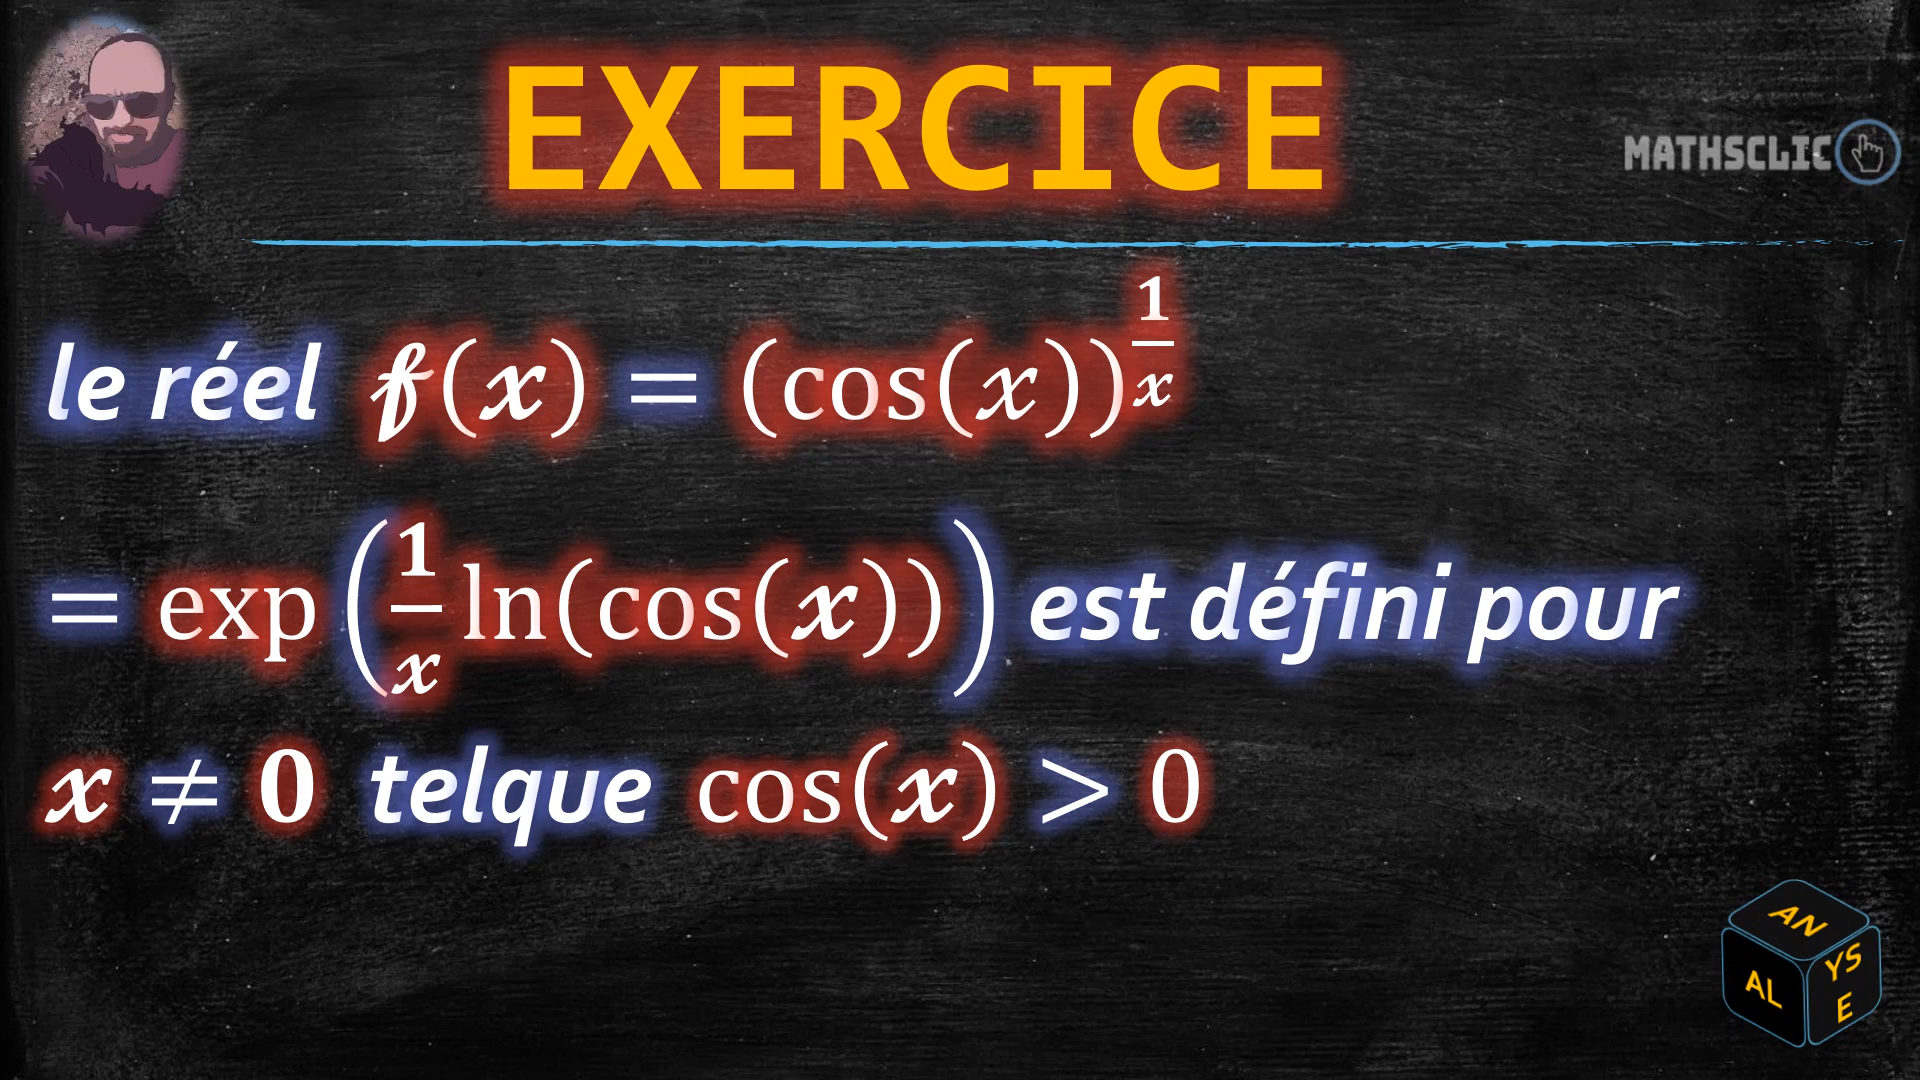 EXERCICE
MATHSCLIC
le réel f(x) = (cos(x))^(1/x)
= exp(1/x ln(cos(x))) est défini pour
x ≠ 0 telque cos(x) > 0
AN
AL
YS
E